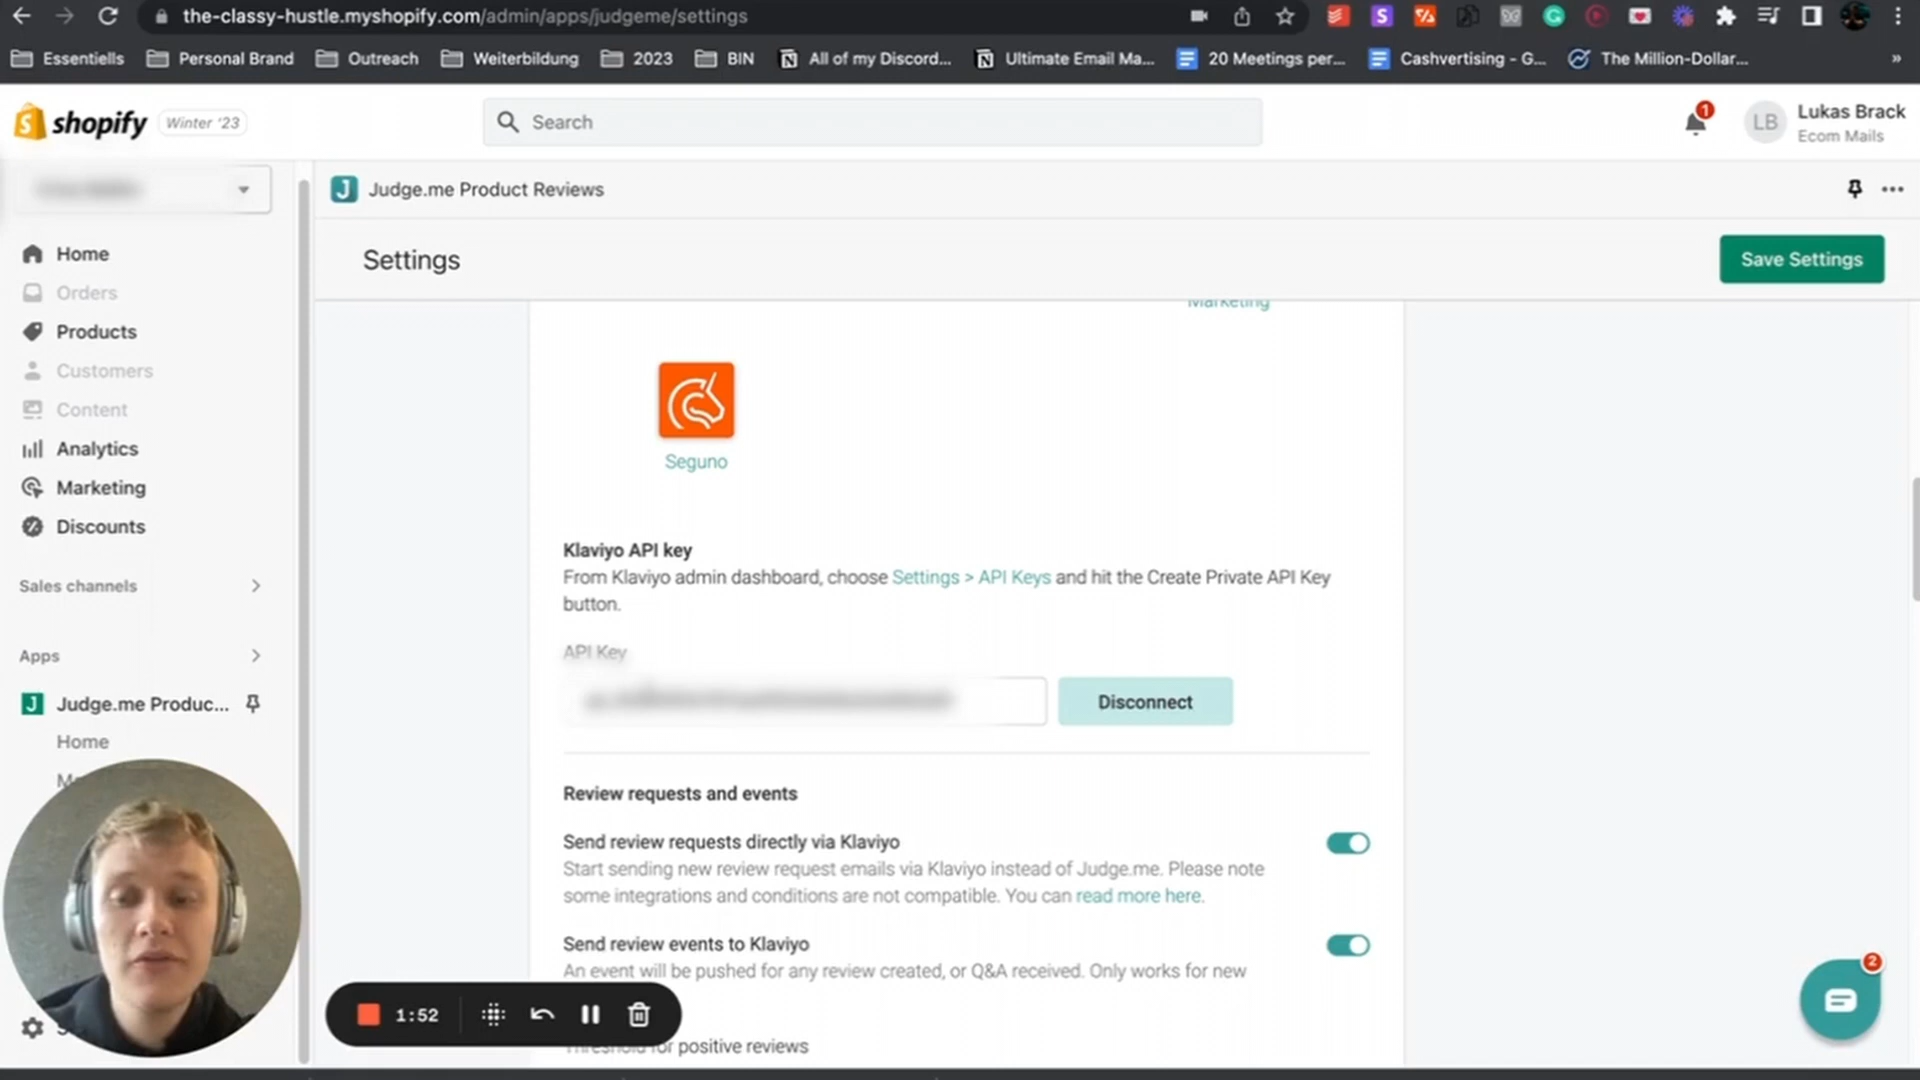 the-classy-hustle.myshopify.com/admin/apps/judgeme/settings
Essentiells
Personal Brand
Outreach
Weiterbildung
2023
BIN
All of my Discord...
Ultimate Email Ma...
20 Meetings per...
Cashvertising - G...
The Million-Dollar...
»
shopify
Winter '23
Search
1
LB
Lukas Brack
Ecom Mails
Judge.me Product Reviews
Settings
Save Settings
Home
Orders
Products
Customers
Content
Analytics
Marketing
Discounts
Sales channels
Apps
Judge.me Produc...
Home
Marketing
Seguno
Klaviyo API key
From Klaviyo admin dashboard, choose Settings > API Keys and hit the Create Private API Key
button.
API Key
Disconnect
Review requests and events
Send review requests directly via Klaviyo
Start sending new review request emails via Klaviyo instead of Judge.me. Please note
some integrations and conditions are not compatible. You can read more here.
Send review events to Klaviyo
An event will be pushed for any review created, or Q&A received. Only works for new
1:52
Threshold for positive reviews
2